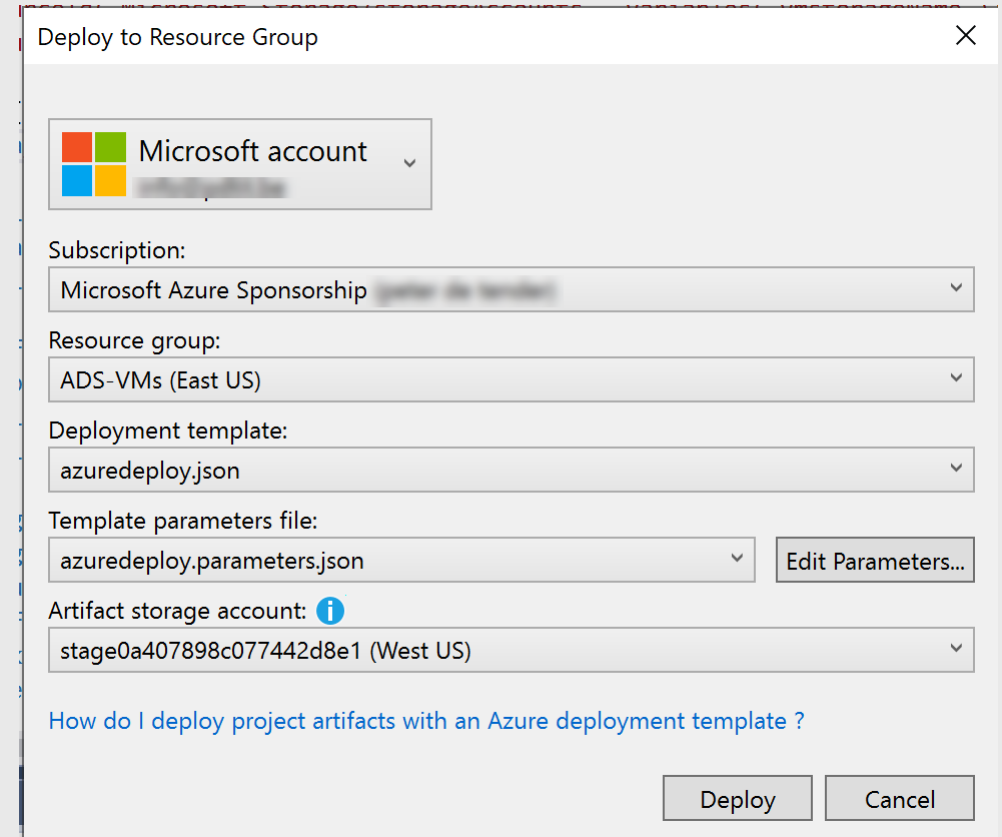 Deploy to Resource Group
Microsoft account
Subscription:
Microsoft Azure Sponsorship
Resource group:
ADS-VMs (East US)
Deployment template:
azuredeploy.json
Template parameters file:
azuredeploy.parameters.json
Edit Parameters...
Artifact storage account:
stage0a407898c077442d8e1 (West US)
How do I deploy project artifacts with an Azure deployment template ?
Deploy
Cancel